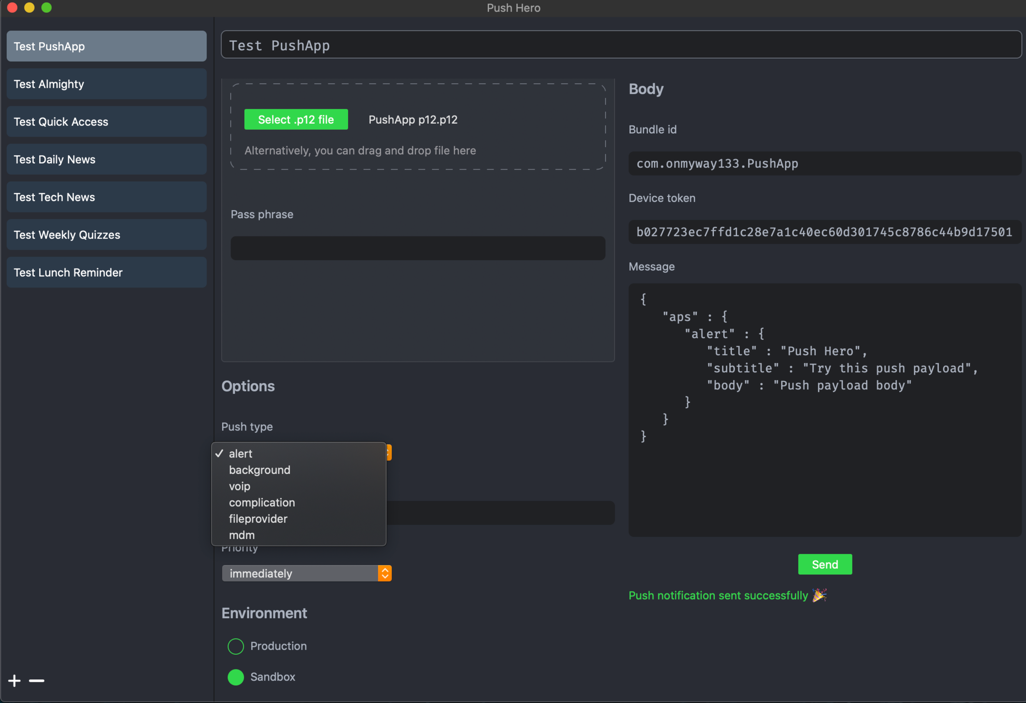 Push Hero
Test PushApp
Test Almighty
Test Quick Access
Test Daily News
Test Tech News
Test Weekly Quizzes
Test Lunch Reminder
Test PushApp
Select .p12 file
PushApp p12.p12
Alternatively, you can drag and drop file here
Pass phrase
Options
Push type
✓ alert
background
voip
complication
fileprovider
mdm
Priority
immediately
Environment
Production
Sandbox
Body
Bundle id
com.onmyway133.PushApp
Device token
b027723ec7ffd1c28e7a1c40ec60d301745c8786c44b9d17501
Message
{
"aps" : {
"alert" : {
"title" : "Push Hero",
"subtitle" : "Try this push payload",
"body" : "Push payload body"
}
}
}
Send
Push notification sent successfully 🎉